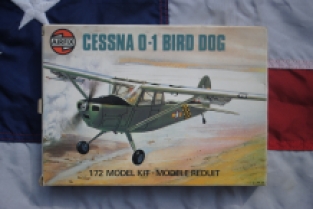 AIRFIX
CESSNA O-1 BIRD DOG
1:72 MODEL KIT · MODELE REDUIT